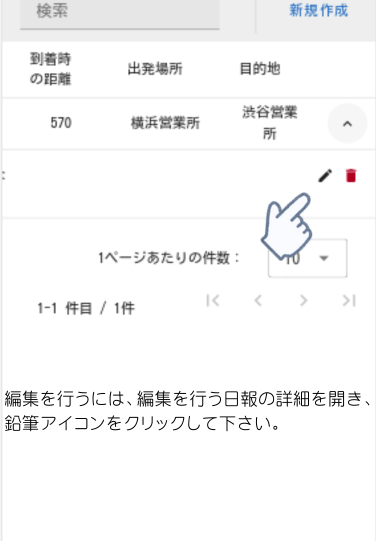 検索
新規作成
到着時
の距離
出発場所
目的地
570
横浜営業所
渋谷営業
所
:
1ページあたりの件数：
10
1-1 件目 / 1件
編集を行うには、編集を行う日報の詳細を開き、
鉛筆アイコンをクリックして下さい。